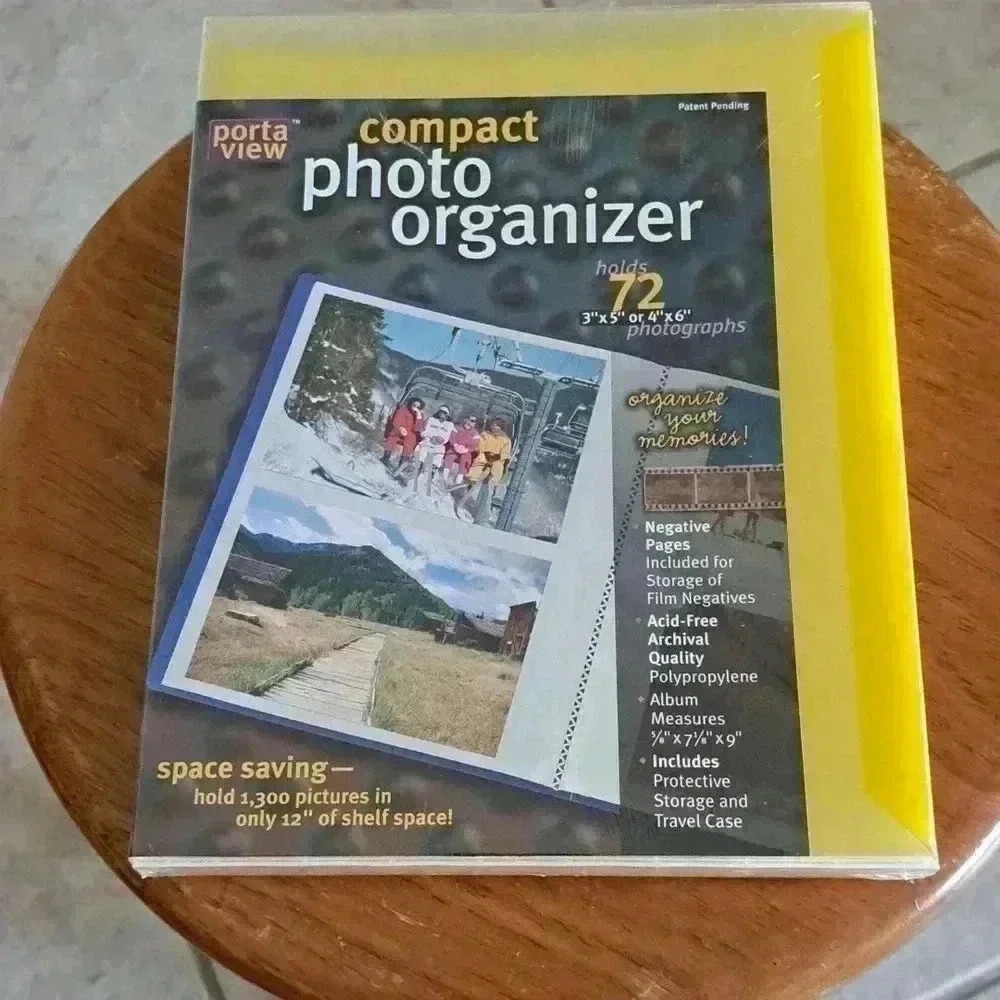 Patent Pending
porta™
view
compact
photo
organizer
holds
72
3"x5" or 4"x6"
photographs
organize
your
memories!
Negative
Pages
Included for
Storage of
Film Negatives
Acid-Free
Archival
Quality
Polypropylene
Album
Measures
⅝"x7⅛"x9"
Includes
Protective
Storage and
Travel Case
space saving—
hold 1,300 pictures in
only 12" of shelf space!